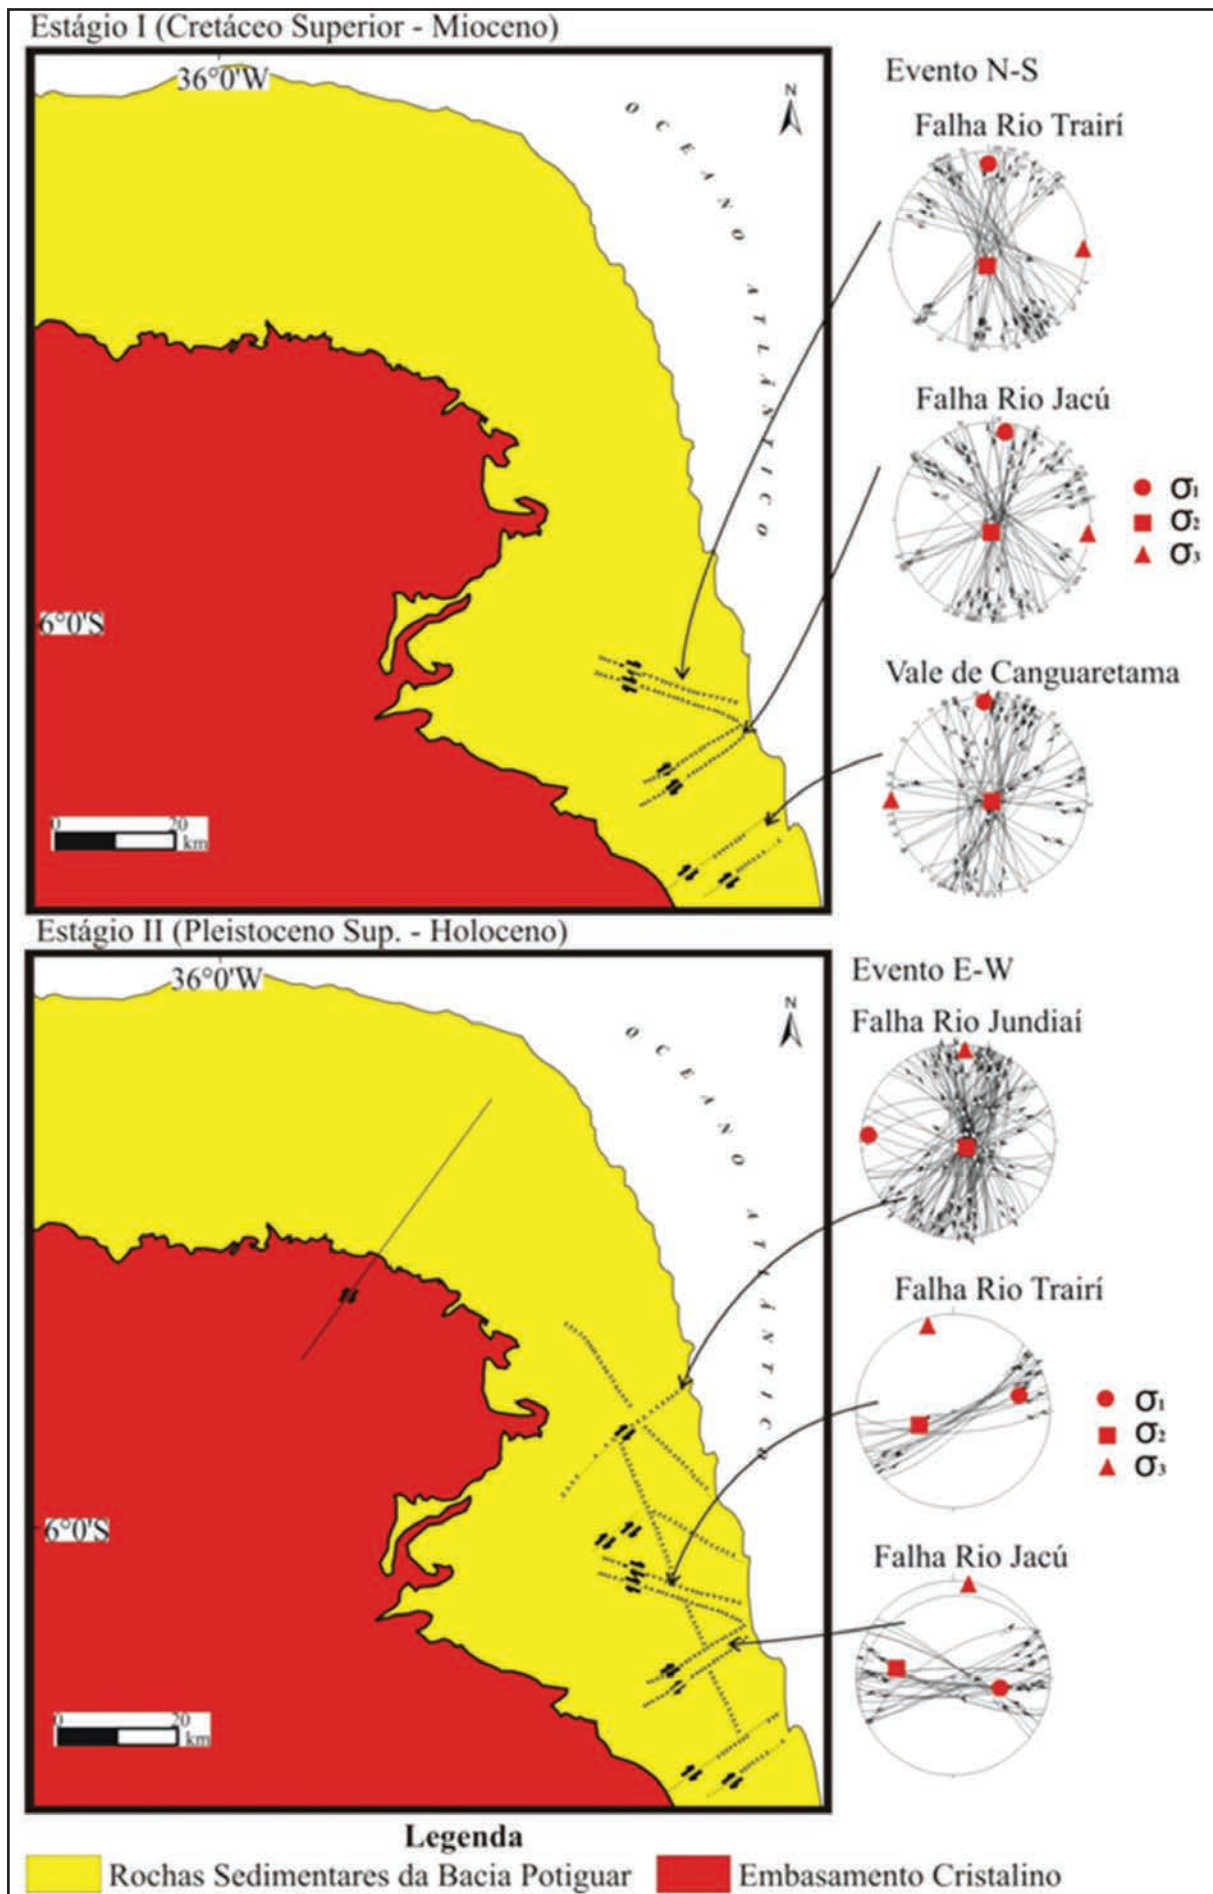 Estágio I (Cretáceo Superior - Mioceno)
36°0'W
N
OCEANO ATLÁNTICO
6°0'S
0 20
km
Evento N-S
Falha Rio Trairí
Falha Rio Jacú
σ1
σ2
σ3
Vale de Canguaretama
Estágio II (Pleistoceno Sup. - Holoceno)
36°0'W
N
OCEANO ATLÁNTICO
6°0'S
0 20
km
Evento E-W
Falha Rio Jundiaí
Falha Rio Trairí
σ1
σ2
σ3
Falha Rio Jacú
Legenda
Rochas Sedimentares da Bacia Potiguar
Embasamento Cristalino